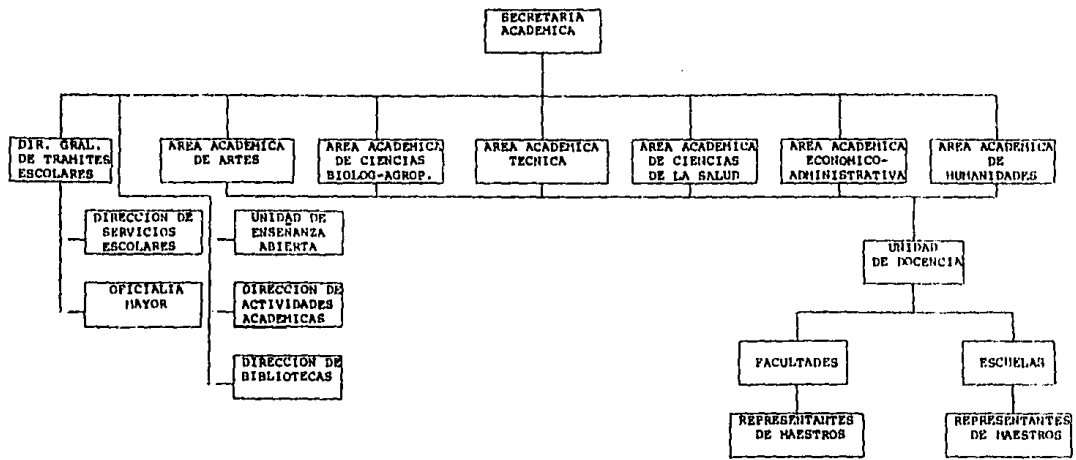 SECRETARIA
ACADEMICA
DIR. GRAL.
DE TRAMITES
ESCOLARES
AREA ACADEMICA
DE ARTES
AREA ACADEMICA
DE CIENCIAS
BIOLOG-AGROP.
AREA ACADEMICA
TECNICA
AREA ACADEMICA
DE CIENCIAS
DE LA SALUD
AREA ACADEMICA
ECONOMICO-
ADMINISTRATIVA
AREA ACADEMICA
DE
HUMANIDADES
DIRECCION DE
SERVICIOS
ESCOLARES
UNIDAD DE
ENSEÑANZA
ABIERTA
UNIDAD
DE DOCENCIA
OFICIALIA
MAYOR
DIRECCION DE
ACTIVIDADES
ACADEMICAS
DIRECCION DE
BIBLIOTECAS
FACULTADES
ESCUELAS
REPRESENTANTES
DE MAESTROS
REPRESENTANTES
DE MAESTROS